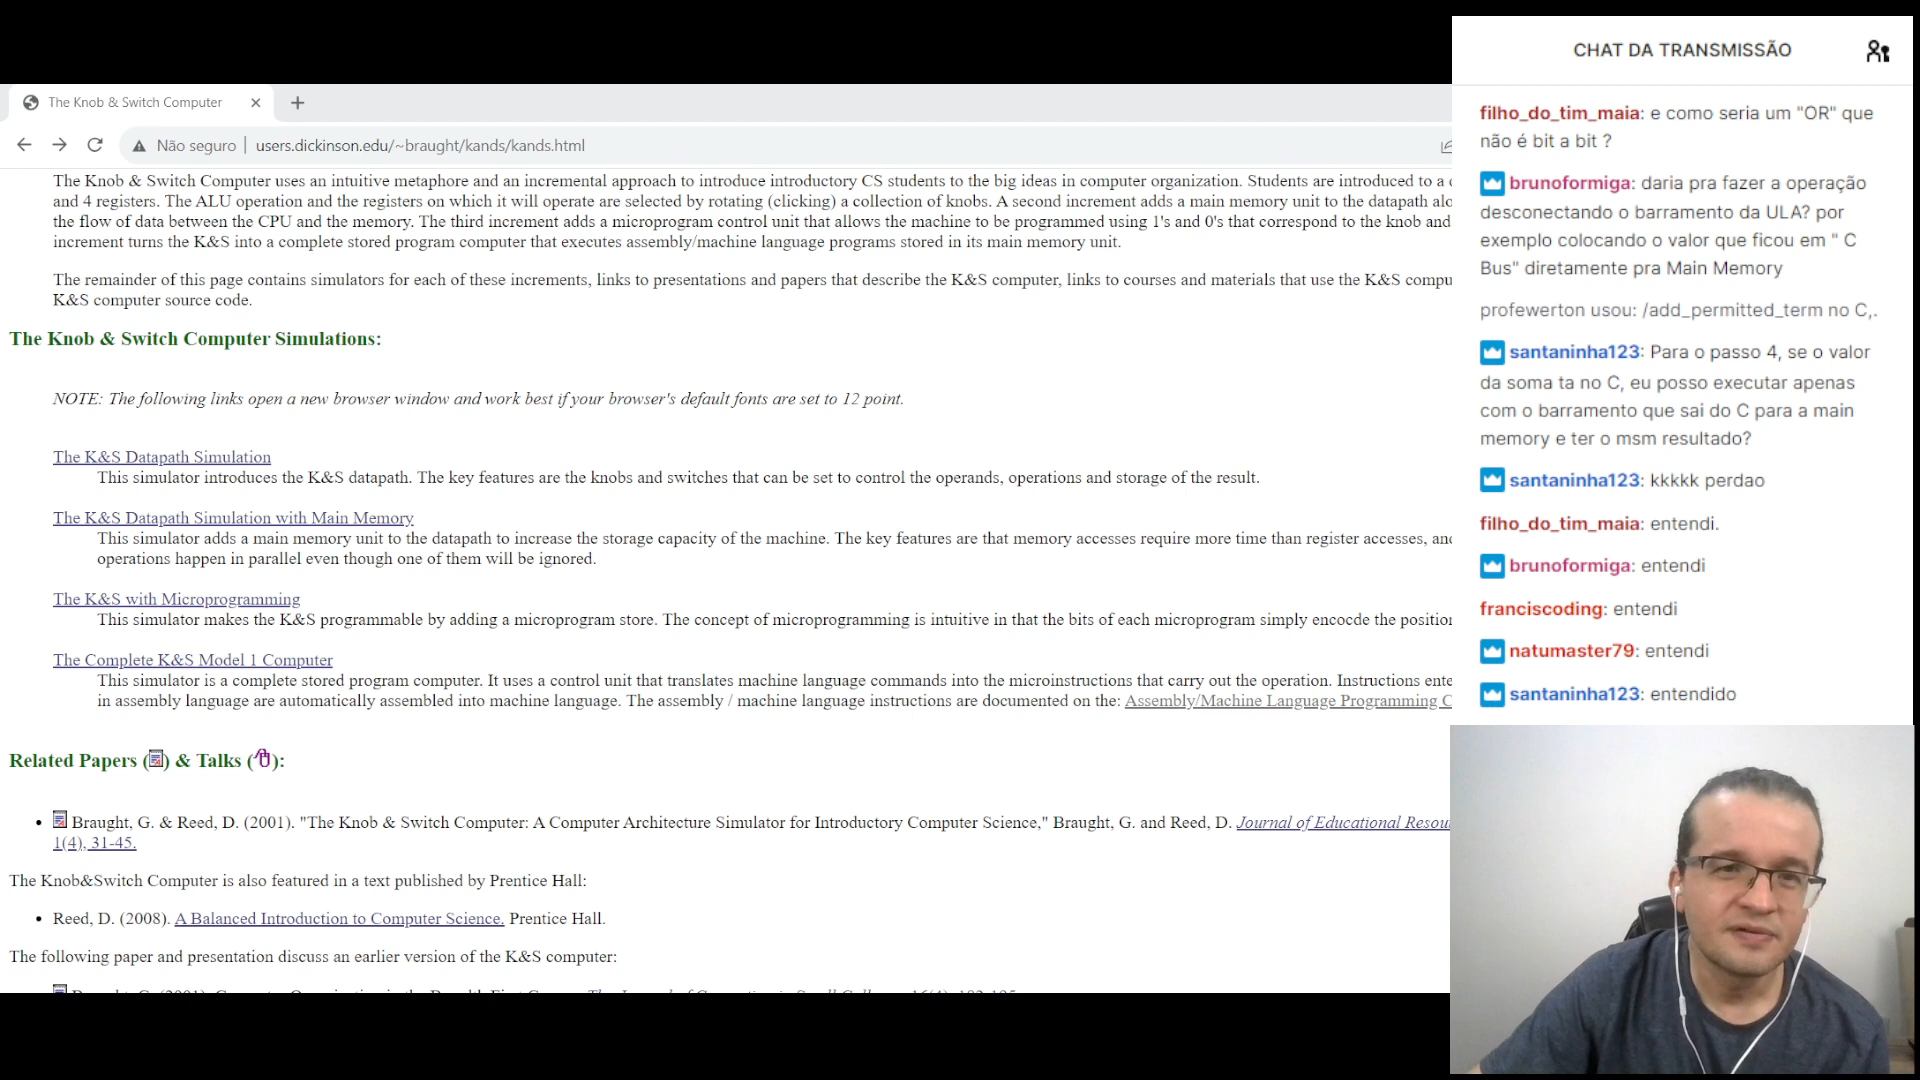 The Knob & Switch Computer
Não seguro
users.dickinson.edu/~braught/kands/kands.html
The Knob & Switch Computer uses an intuitive metaphore and an incremental approach to introduce introductory CS students to the big ideas in computer organization. Students are introduced to a
and 4 registers. The ALU operation and the registers on which it will operate are selected by rotating (clicking) a collection of knobs. A second increment adds a main memory unit to the datapath
the flow of data between the CPU and the memory. The third increment adds a microprogram control unit that allows the machine to be programmed using 1's and 0's that correspond to the knob and
increment turns the K&S into a complete stored program computer that executes assembly/machine language programs stored in its main memory unit.
The remainder of this page contains simulators for each of these increments, links to presentations and papers that describe the K&S computer, links to courses and materials that use the K&S
K&S computer source code.
The Knob & Switch Computer Simulations:
NOTE: The following links open a new browser window and work best if your browser's default fonts are set to 12 point.
The K&S Datapath Simulation
This simulator introduces the K&S datapath. The key features are the knobs and switches that can be set to control the operands, operations and storage of the result.
The K&S Datapath Simulation with Main Memory
This simulator adds a main memory unit to the datapath to increase the storage capacity of the machine. The key features are that memory accesses require more time than register accesses,
operations happen in parallel even though one of them will be ignored.
The K&S with Microprogramming
This simulator makes the K&S programmable by adding a microprogram store. The concept of microprogramming is intuitive in that the bits of each microprogram simply encocde the
The Complete K&S Model 1 Computer
This simulator is a complete stored program computer. It uses a control unit that translates machine language commands into the microinstructions that carry out the operation. Instructions
in assembly language are automatically assembled into machine language. The assembly / machine language instructions are documented on the: Assembly/Machine Language Programming
Related Papers ( ) & Talks ( ):
• Braught, G. & Reed, D. (2001). "The Knob & Switch Computer: A Computer Architecture Simulator for Introductory Computer Science," Braught, G. and Reed, D. Journal of Educational
1(4), 31-45.
The Knob&Switch Computer is also featured in a text published by Prentice Hall:
• Reed, D. (2008). A Balanced Introduction to Computer Science. Prentice Hall.
The following paper and presentation discuss an earlier version of the K&S computer:
CHAT DA TRANSMISSÃO
filho_do_tim_maia: e como seria um "OR" que
não é bit a bit ?
brunoformiga: daria pra fazer a operação
desconectando o barramento da ULA? por
exemplo colocando o valor que ficou em " C
Bus" diretamente pra Main Memory
profewerton usou: /add_permitted_term no C,.
santaninha123: Para o passo 4, se o valor
da soma ta no C, eu posso executar apenas
com o barramento que sai do C para a main
memory e ter o msm resultado?
santaninha123: kkkkk perdao
filho_do_tim_maia: entendi.
brunoformiga: entendi
franciscoding: entendi
natumaster79: entendi
santaninha123: entendido